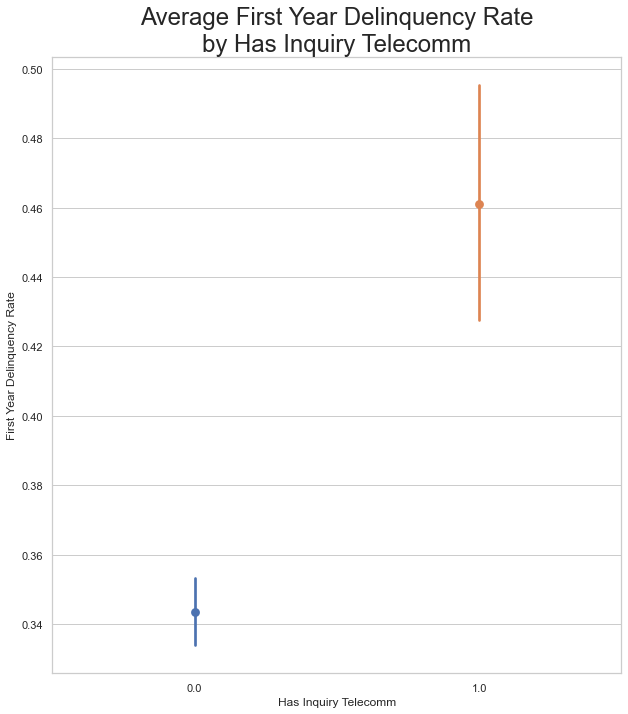 Average First Year Delinquency Rate
by Has Inquiry Telecomm
0.50
0.48
0.46
0.44
0.42
0.40
0.38
0.36
0.34
First Year Delinquency Rate
0.0
1.0
Has Inquiry Telecomm